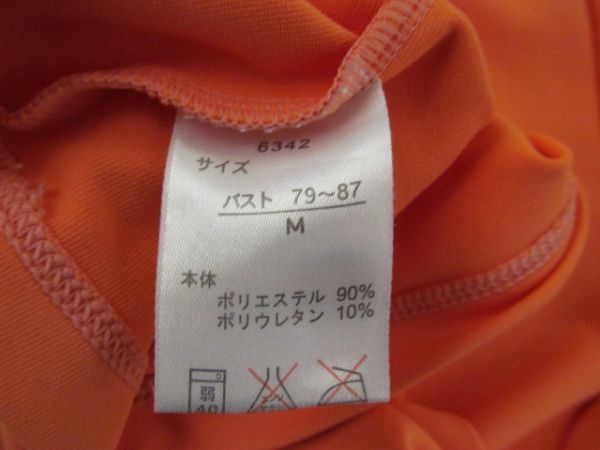 6342
サイズ
バスト 79～87
M
本体
ポリエステル 90%
ポリウレタン 10%
弱
40